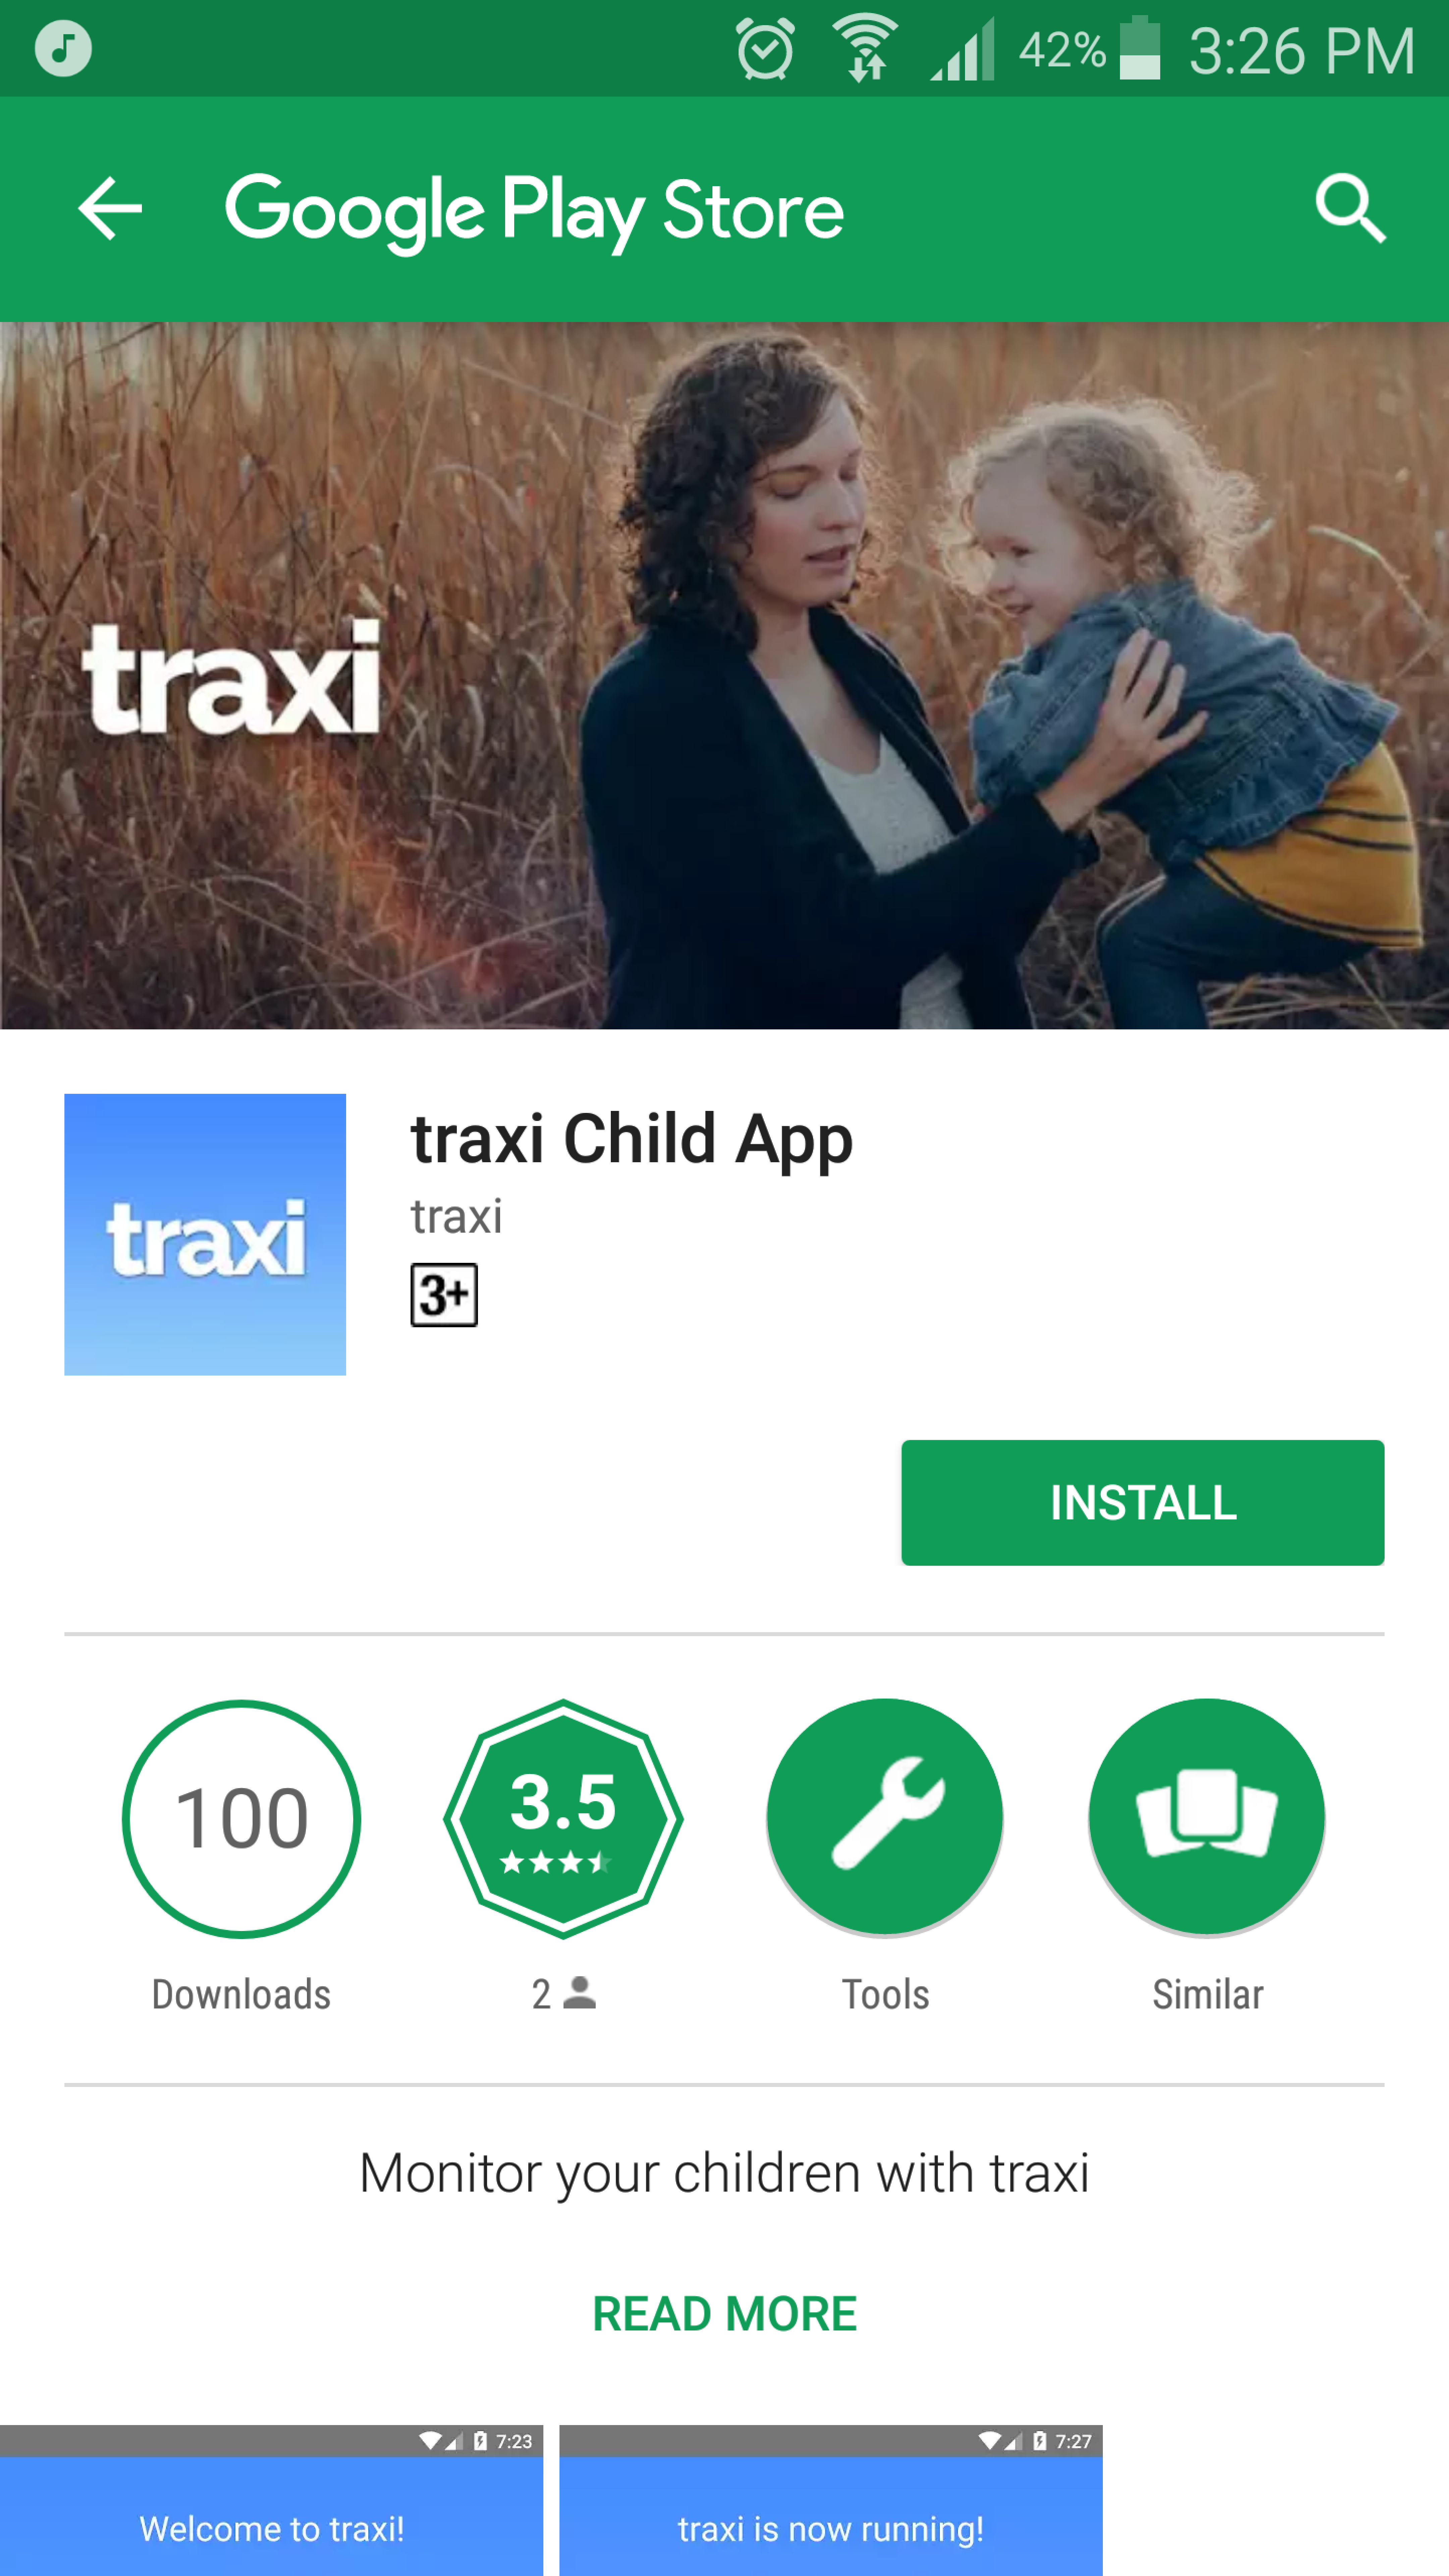 42% 3:26 PM
Google Play Store
traxi
traxi
traxi Child App
traxi
3+
INSTALL
100
3.5
Downloads
2
Tools
Similar
Monitor your children with traxi
READ MORE
7:23
7:27
Welcome to traxi!
traxi is now running!